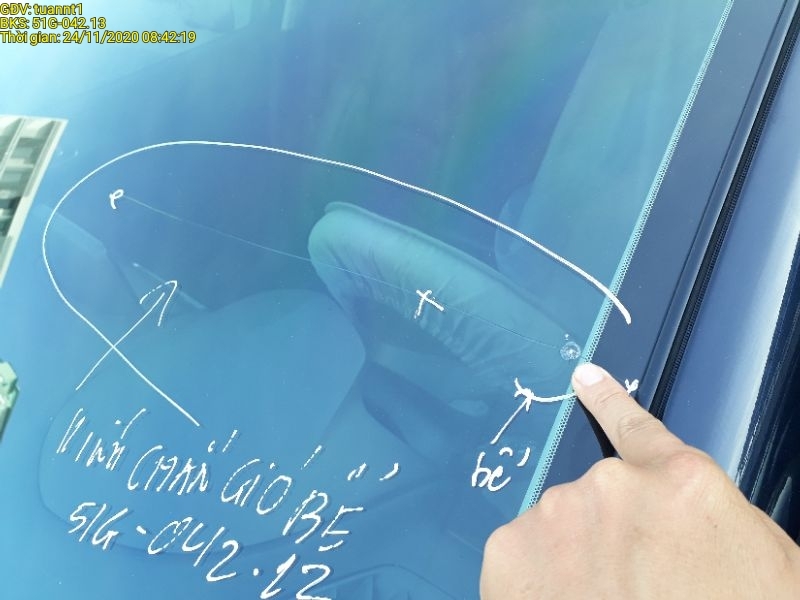 GDV: tuannt1
BKS: 51G-042.13
Thời gian: 24/11/2020 08:42:19
bể
KÍNH CHẮN GIÓ BỂ
51G-042.12